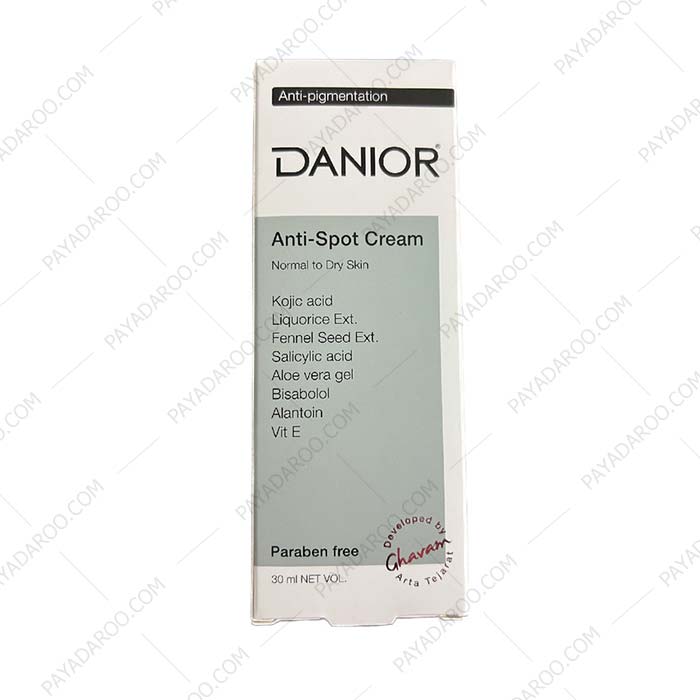 Anti-pigmentation
DANIOR®
Anti-Spot Cream
Normal to Dry Skin
Kojic acid
Liquorice Ext.
Fennel Seed Ext.
Salicylic acid
Aloe vera gel
Bisabolol
Alantoin
Vit E
Paraben free
30 ml NET VOL.
Developed by
Ghavam
Arta Tejarat
PAYADAROO.COM